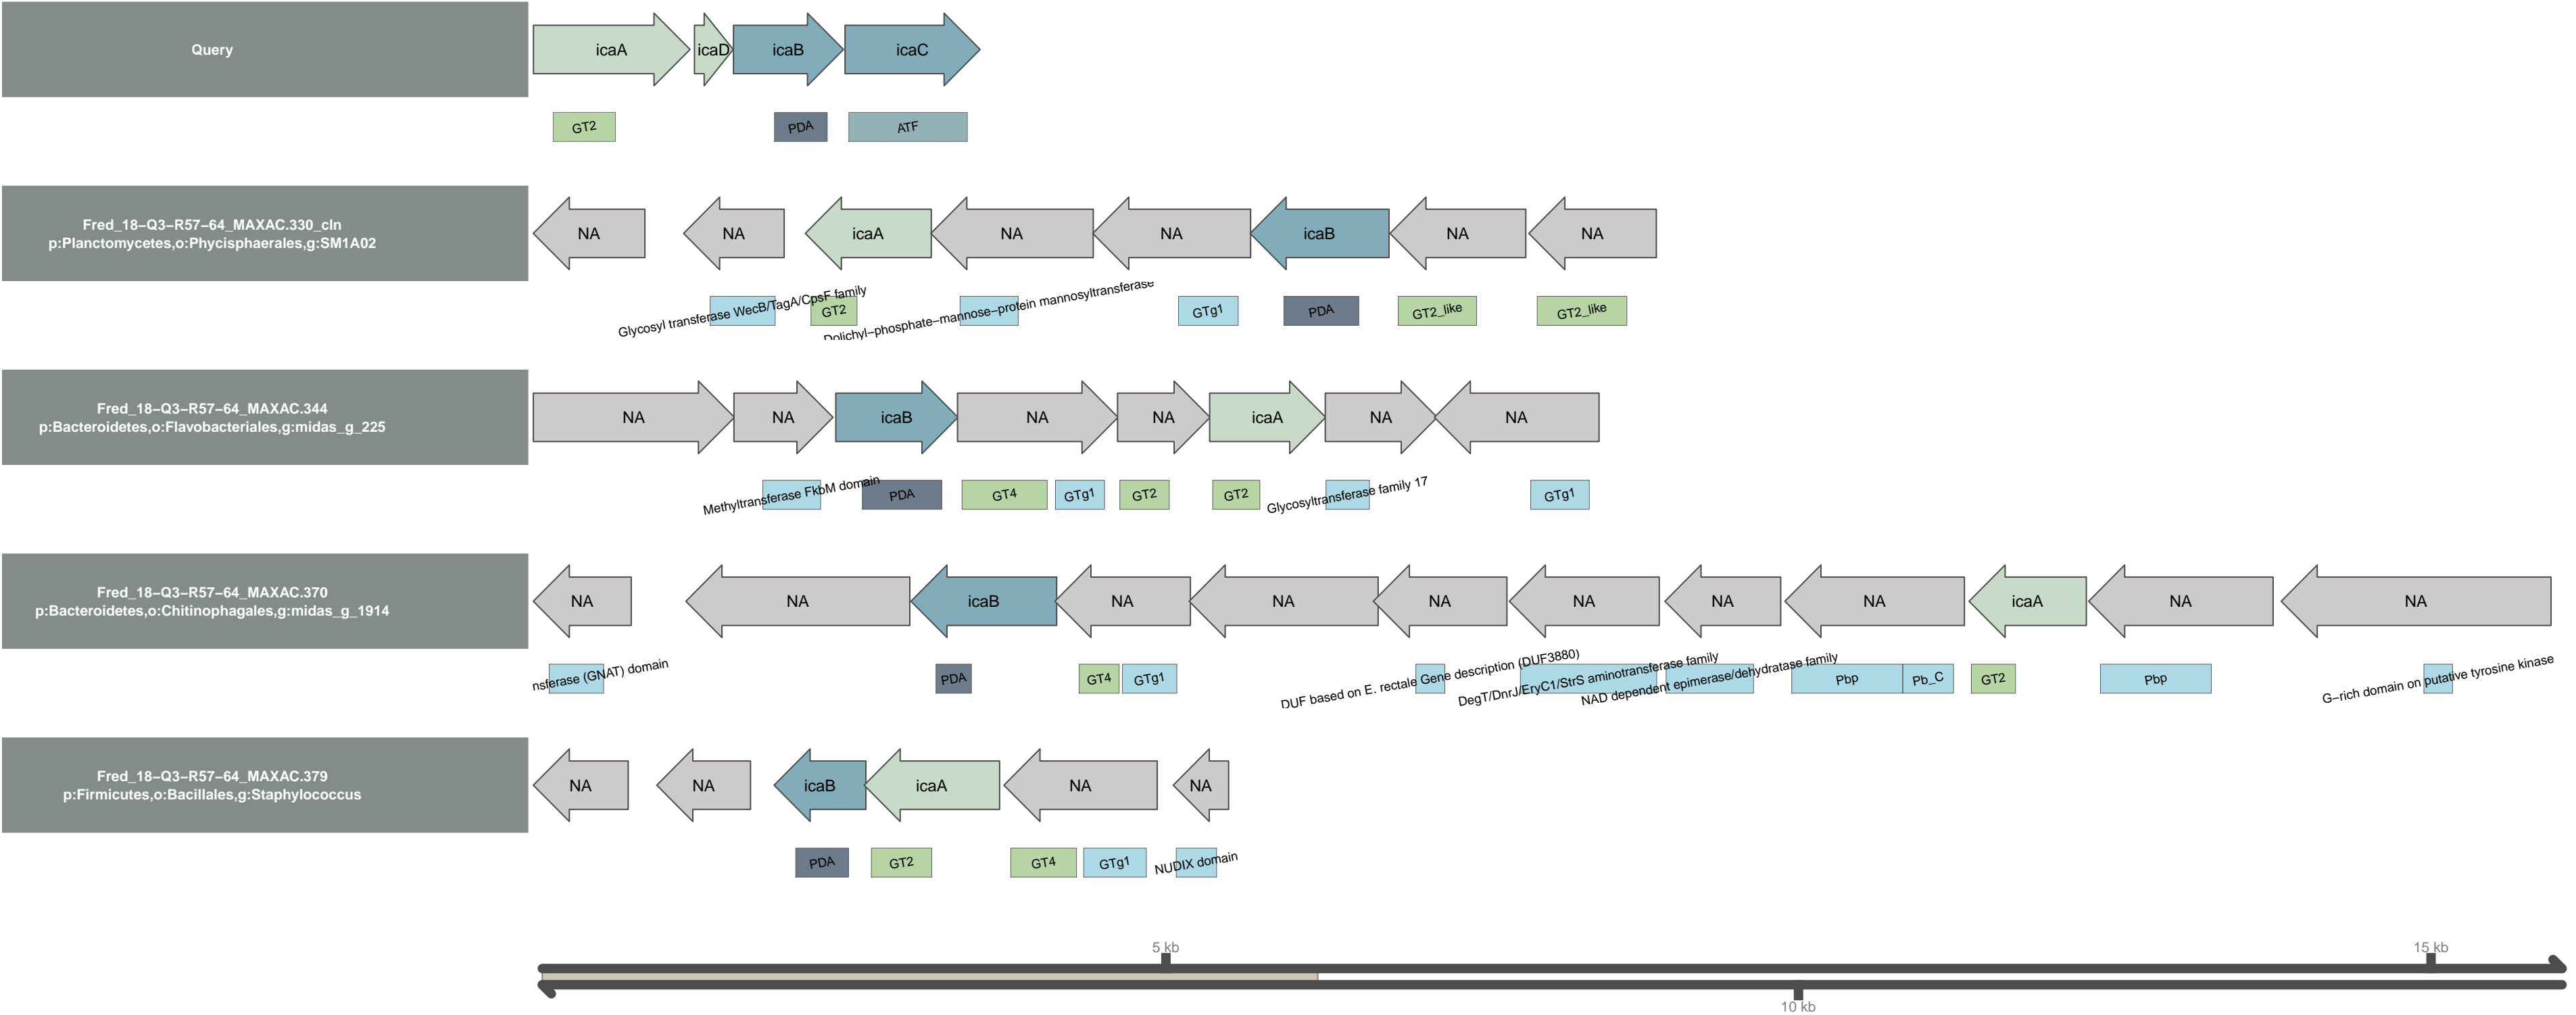 Query
icaA icaD icaB icaC
GT2 PDA ATF
Fred_18–Q3–R57–64_MAXAC.330_cln
p:Planctomycetes,o:Phycisphaerales,g:SM1A02
NA NA icaA NA NA icaB NA NA
Glycosyl transferase WecB/TagA/CpsF family GT2 Dolichyl–phosphate–mannose–protein mannosyltransferase GTg1 PDA GT2_like GT2_like
Fred_18–Q3–R57–64_MAXAC.344
p:Bacteroidetes,o:Flavobacteriales,g:midas_g_225
NA NA icaB NA NA icaA NA NA
Methyltransferase FkbM domain PDA GT4 GTg1 GT2 GT2 Glycosyltransferase family 17 GTg1
Fred_18–Q3–R57–64_MAXAC.370
p:Bacteroidetes,o:Chitinophagales,g:midas_g_1914
NA NA icaB NA NA NA NA NA NA icaA NA NA
nsferase (GNAT) domain PDA GT4 GTg1 DUF based on E. rectale Gene description (DUF3880) DegT/DnrJ/EryC1/StrS aminotransferase family NAD dependent epimerase/dehydratase family Pbp Pb_C GT2 Pbp G–rich domain on putative tyrosine kinase
Fred_18–Q3–R57–64_MAXAC.379
p:Firmicutes,o:Bacillales,g:Staphylococcus
NA NA icaB icaA NA NA
PDA GT2 GT4 GTg1 NUDIX domain
5 kb 15 kb
10 kb